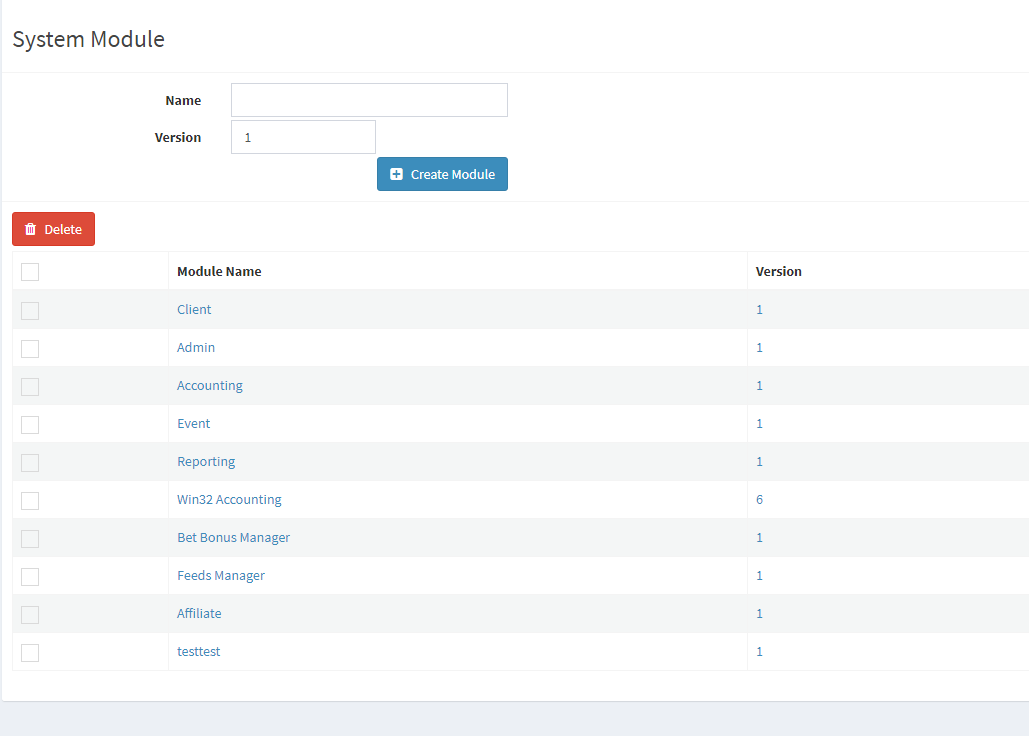 System Module
Name
Version 1
Create Module
Delete
Module Name Version
Client 1
Admin 1
Accounting 1
Event 1
Reporting 1
Win32 Accounting 6
Bet Bonus Manager 1
Feeds Manager 1
Affiliate 1
testtest 1